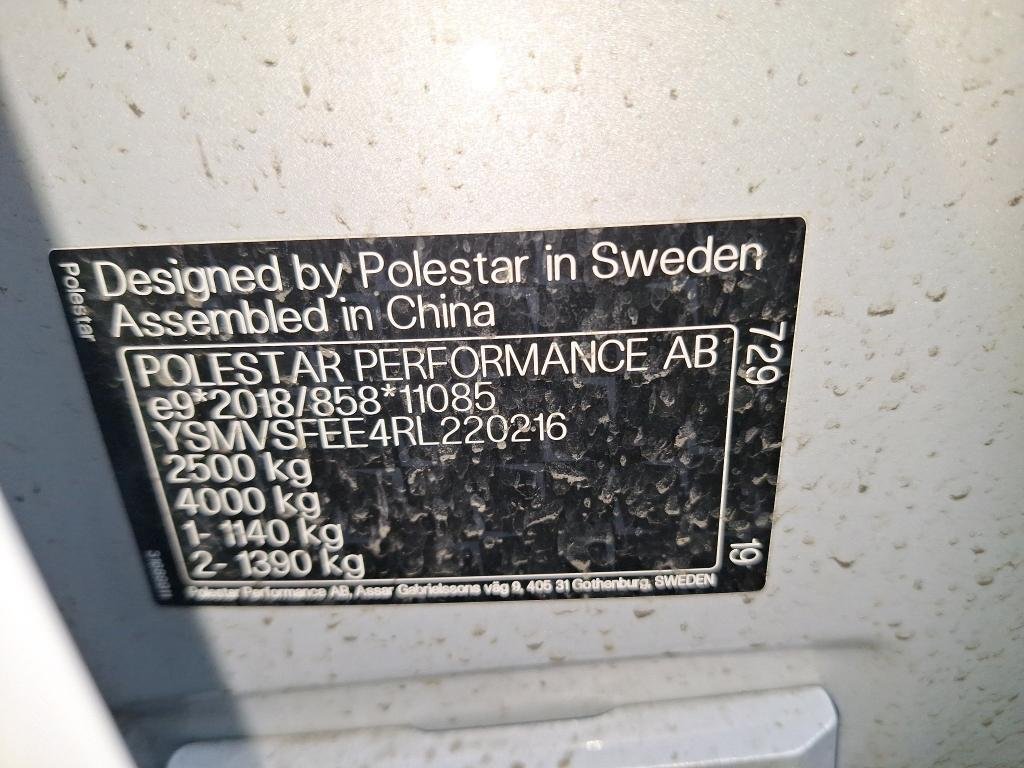 Designed by Polestar in Sweden
Assembled in China
Polestar
POLESTAR PERFORMANCE AB
e9*2018/858*11085
YSMVSFEE4RL220216
2500 kg
4000 kg
1- 1140 kg
2- 1390 kg
729
19
Polestar Performance AB, Assar Gabrielssons väg 9, 405 31 Gothenburg, SWEDEN